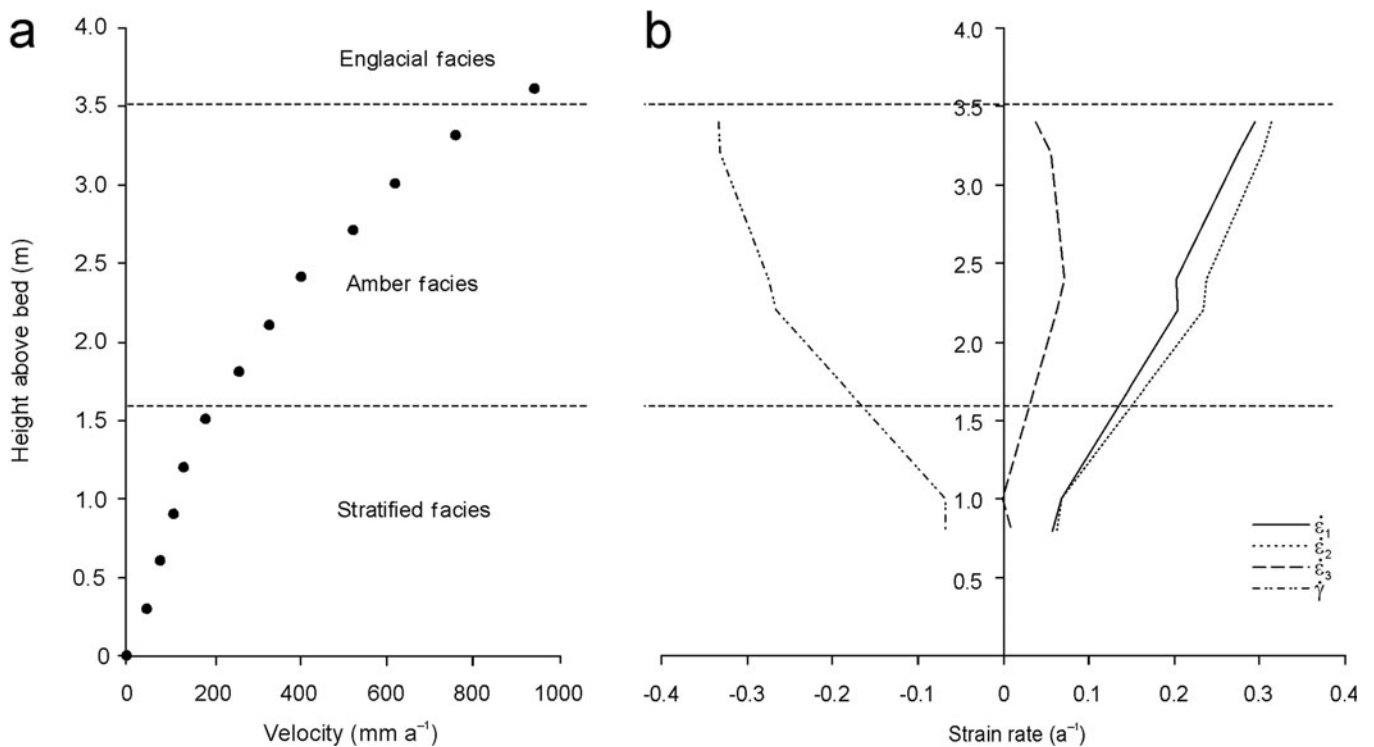 a
4.0
3.5
3.0
2.5
2.0
1.5
1.0
0.5
0
Height above bed (m)
Englacial facies
Amber facies
Stratified facies
0 200 400 600 800 1000
Velocity (mm a⁻¹)
b
4.0
3.5
3.0
2.5
2.0
1.5
1.0
0.5
ε̇₁
ε̇₂
ε̇₃
γ̇
-0.4 -0.3 -0.2 -0.1 0 0.1 0.2 0.3 0.4
Strain rate (a⁻¹)